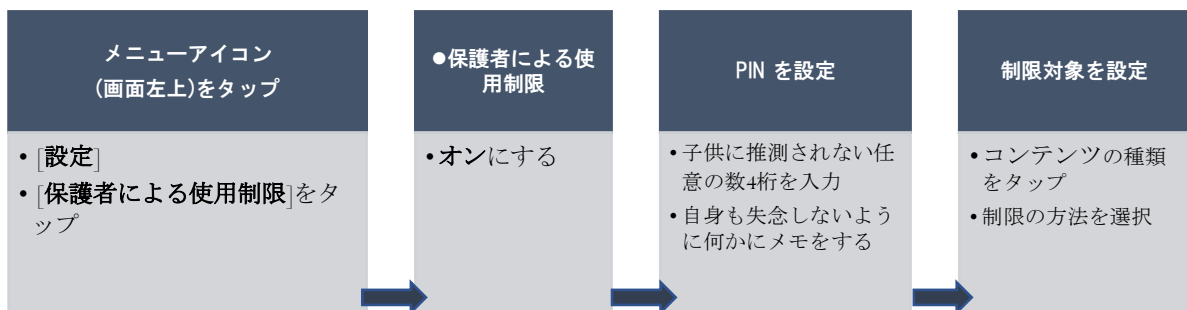 メニューアイコン
(画面左上)をタップ
• [設定]
• [保護者による使用制限]をタ
ップ
●保護者による使
用制限
•オンにする
PIN を設定
•子供に推測されない任
意の数4桁を入力
•自身も失念しないよう
に何かにメモをする
制限対象を設定
•コンテンツの種類
をタップ
•制限の方法を選択